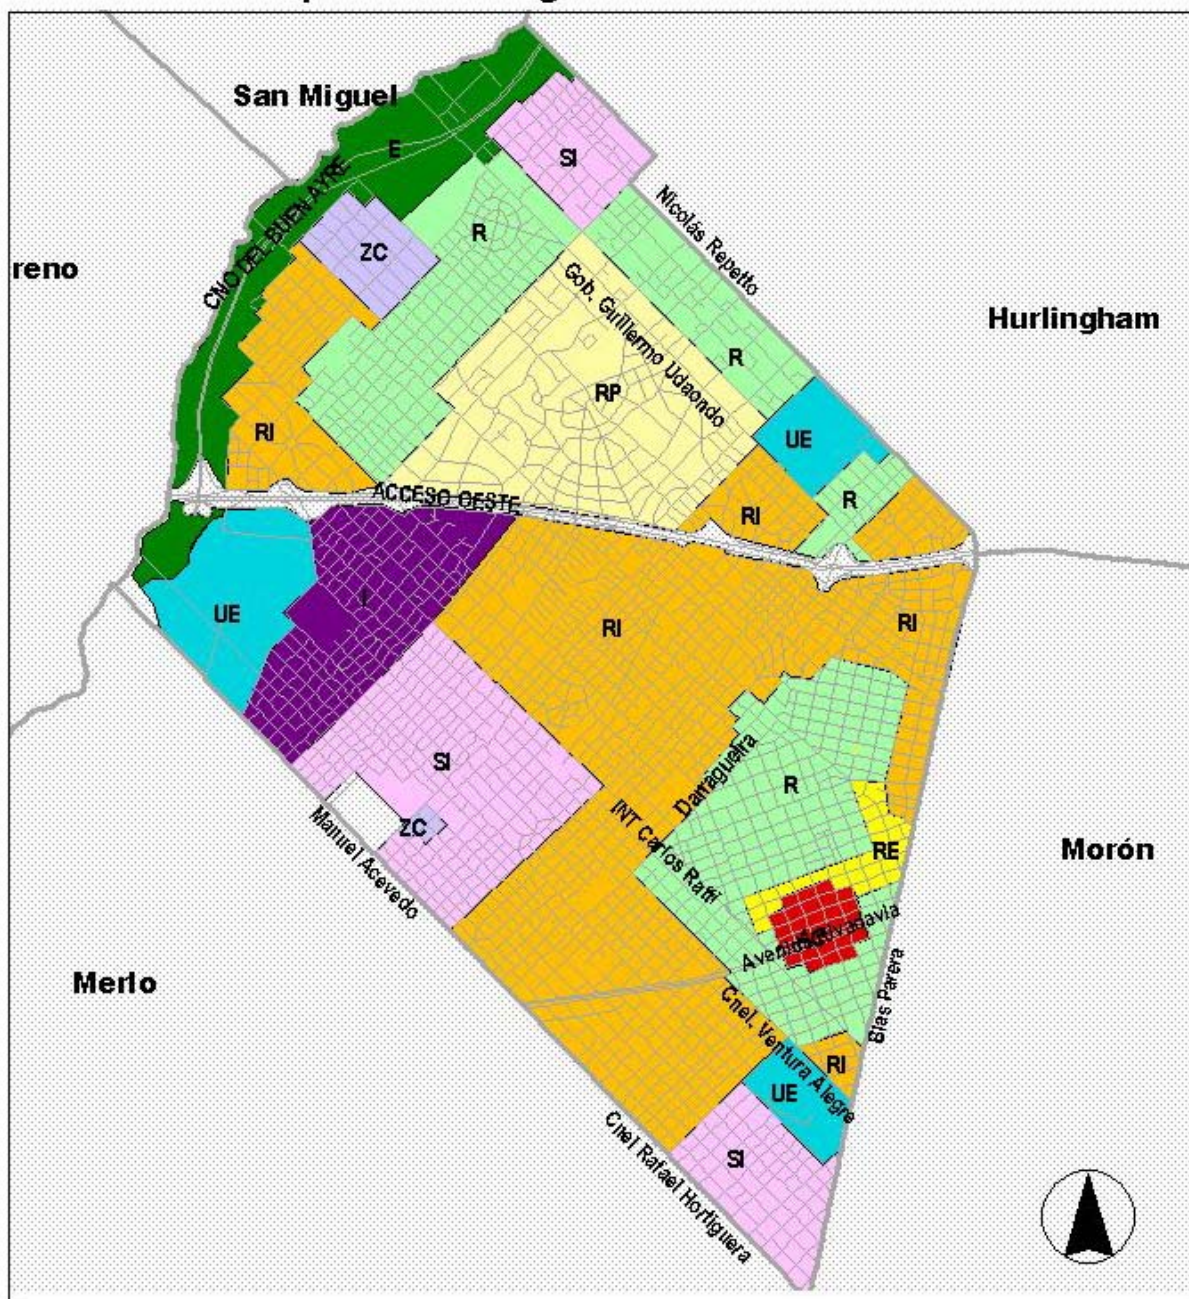 San Miguel
E
SI
CNO DEL BUEN AYRE
Nicolás Repetto
R
ZC
reno
Gob. Guillermo Udaondo
Hurlingham
R
RP
RI
UE
ACCESO OESTE
R
RI
I
UE
RI
RI
Darragueira
SI
R
INT Carlos Ratti
ZC
Manuel Acevedo
RE
Morón
Avenida Rivadavia
Merlo
Blas Parera
Cnel. Ventura Alegre
RI
UE
Cnel Rafael Hortiguera
SI